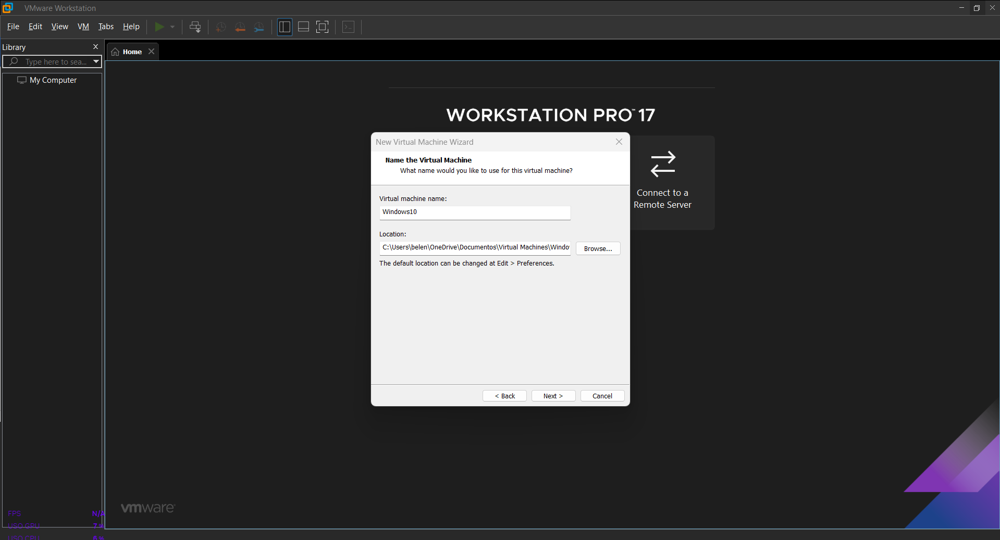 VMware Workstation
File Edit View VM Tabs Help
Library
Type here to sea...
My Computer
Home
WORKSTATION PRO™ 17
New Virtual Machine Wizard
Name the Virtual Machine
What name would you like to use for this virtual machine?
Virtual machine name:
Windows10
Location:
C:\Users\belen\OneDrive\Documentos\Virtual Machines\Windo
Browse...
The default location can be changed at Edit > Preferences.
< Back
Next >
Cancel
Connect to a
Remote Server
vmware
FPS N/A
USO GPU 7 %
USO CPU 6 %